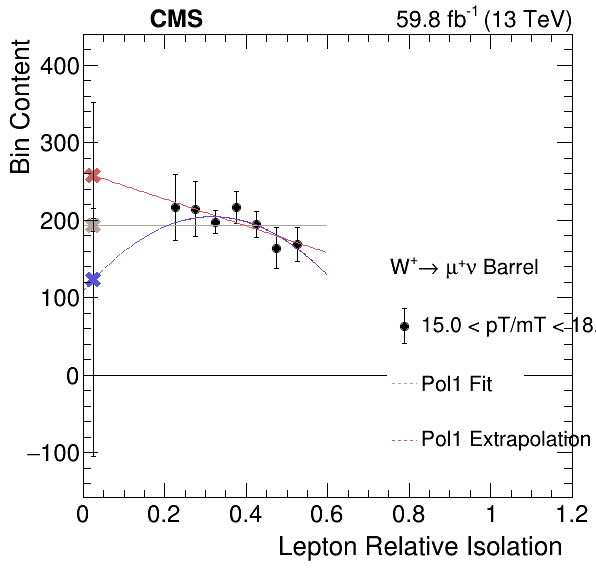 CMS
59.8 fb⁻¹ (13 TeV)
Bin Content
400
300
200
100
0
−100
W⁺→ μ⁺ν Barrel
15.0 < pT/mT < 18.
Pol1 Fit
Pol1 Extrapolation
0 0.2 0.4 0.6 0.8 1 1.2
Lepton Relative Isolation